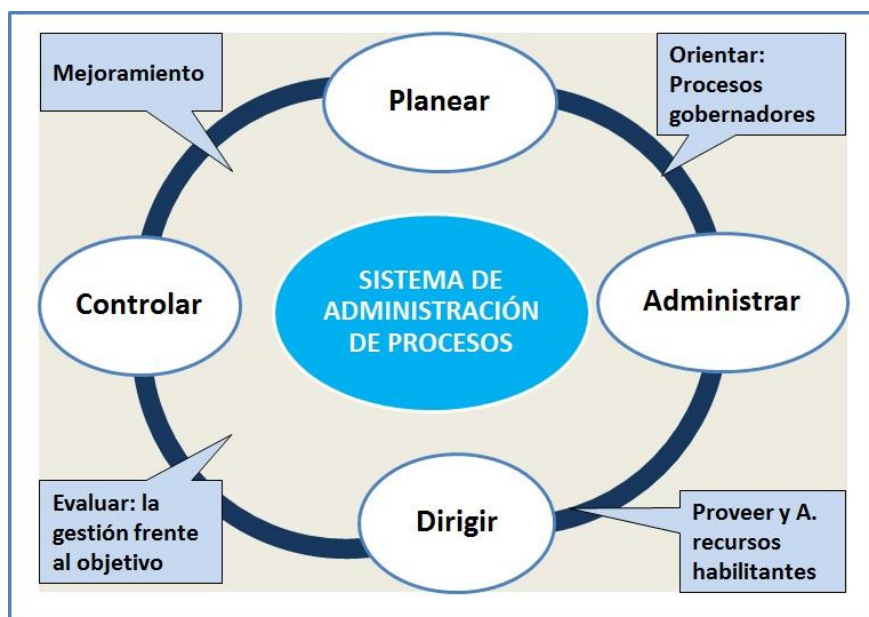 Mejoramiento
Planear
Orientar:
Procesos
gobernadores
Controlar
SISTEMA DE
ADMINISTRACIÓN
DE PROCESOS
Administrar
Evaluar: la
gestión frente
al objetivo
Dirigir
Proveer y A.
recursos
habilitantes